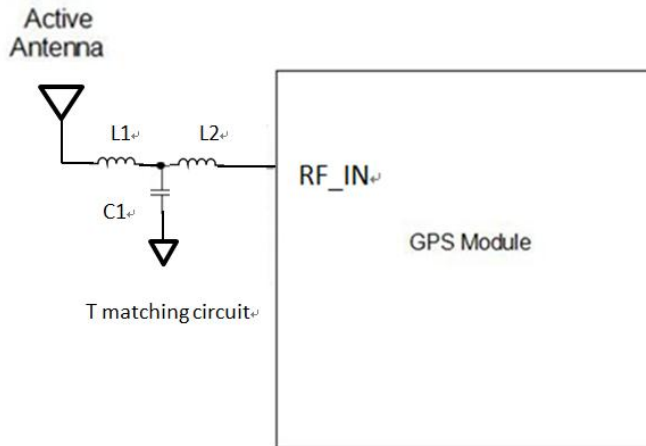 Active
Antenna
L1↵
L2↵
RF_IN↵
C1↵
GPS Module
T matching circuit↵